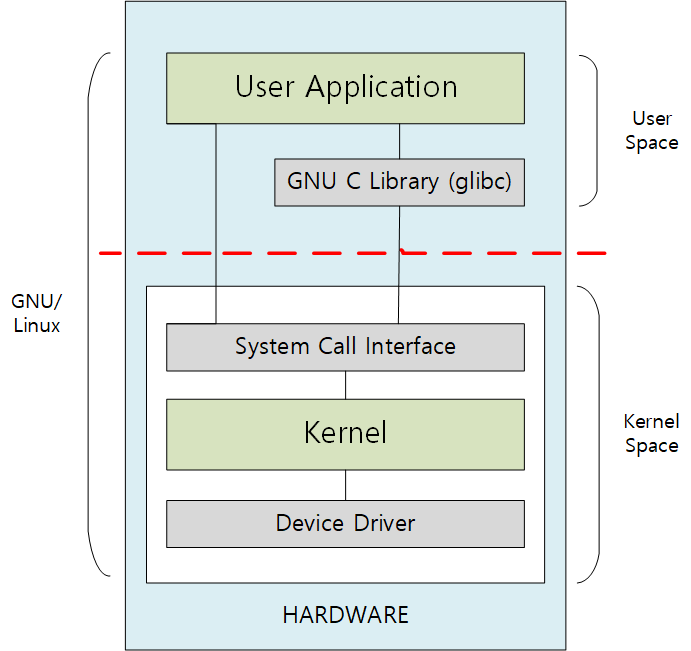 User Application
User
Space
GNU C Library (glibc)
GNU/
Linux
System Call Interface
Kernel
Kernel
Space
Device Driver
HARDWARE